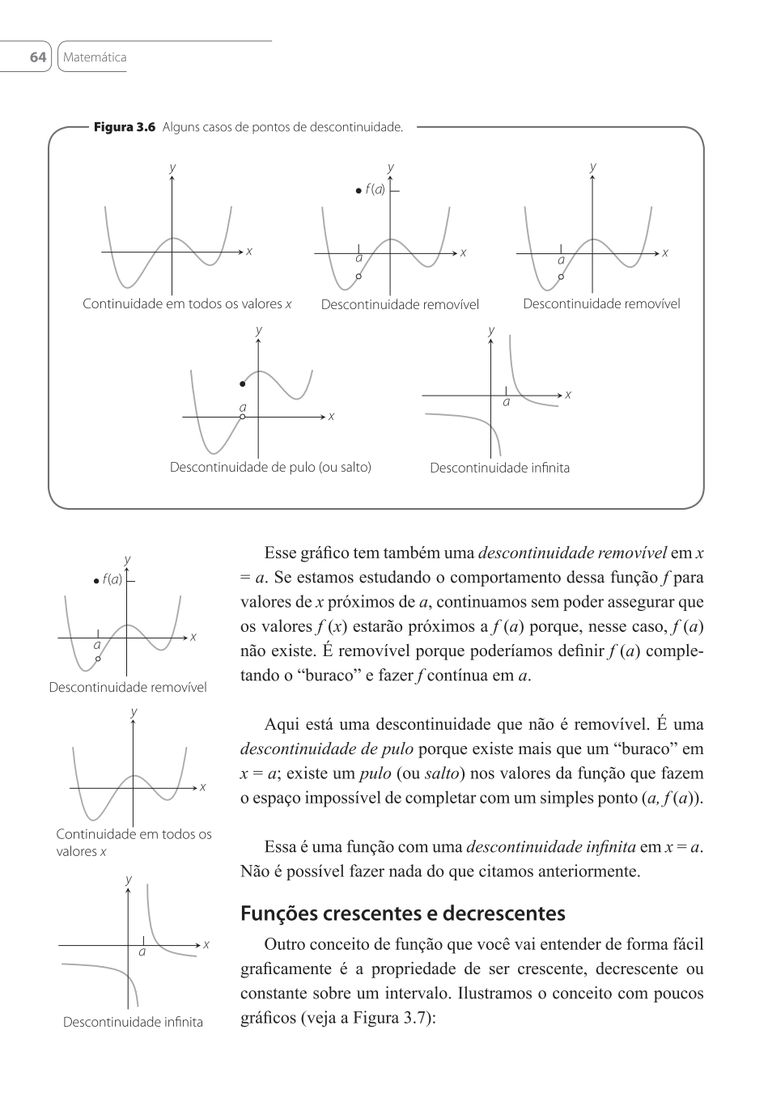 64 Matemática
Figura 3.6 Alguns casos de pontos de descontinuidade.
y
x
Continuidade em todos os valores x
y
f(a)
a
x
Descontinuidade removível
y
a
x
Descontinuidade removível
y
a
x
Descontinuidade de pulo (ou salto)
y
a
x
Descontinuidade infinita
y
f(a)
a
x
Descontinuidade removível
y
x
Continuidade em todos os
valores x
y
a
x
Descontinuidade infinita
Esse gráfico tem também uma descontinuidade removível em x
= a. Se estamos estudando o comportamento dessa função f para
valores de x próximos de a, continuamos sem poder assegurar que
os valores f (x) estarão próximos a f (a) porque, nesse caso, f (a)
não existe. É removível porque poderíamos definir f (a) comple-
tando o “buraco” e fazer f contínua em a.
Aqui está uma descontinuidade que não é removível. É uma
descontinuidade de pulo porque existe mais que um “buraco” em
x = a; existe um pulo (ou salto) nos valores da função que fazem
o espaço impossível de completar com um simples ponto (a, f (a)).
Essa é uma função com uma descontinuidade infinita em x = a.
Não é possível fazer nada do que citamos anteriormente.
Funções crescentes e decrescentes
Outro conceito de função que você vai entender de forma fácil
graficamente é a propriedade de ser crescente, decrescente ou
constante sobre um intervalo. Ilustramos o conceito com poucos
gráficos (veja a Figura 3.7):